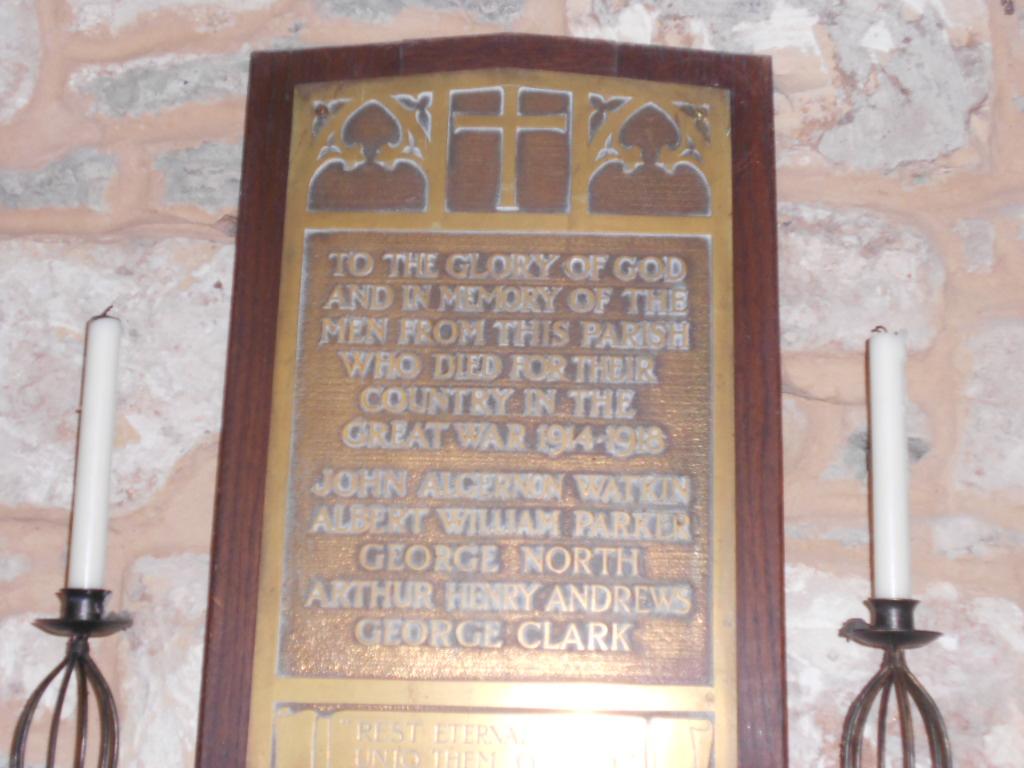 TO THE GLORY OF GOD
AND IN MEMORY OF THE
MEN FROM THIS PARISH
WHO DIED FOR THEIR
COUNTRY IN THE
GREAT WAR 1914-1918
JOHN ALGERNON WATKIN
ALBERT WILLIAM PARKER
GEORGE NORTH
ARTHUR HENRY ANDREWS
GEORGE CLARK
"REST ETERNAL
UNTO THEM